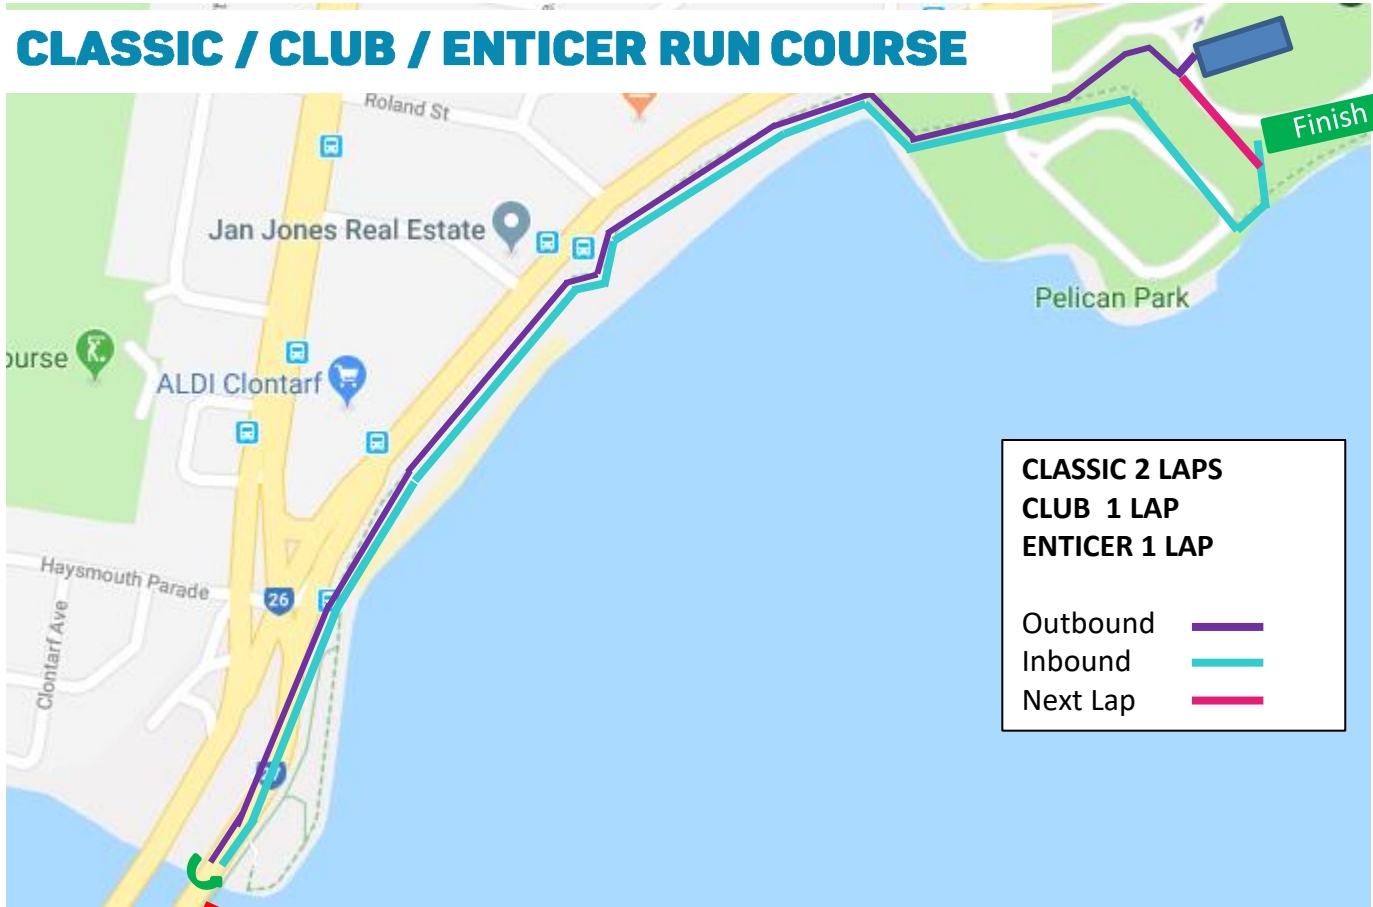 CLASSIC / CLUB / ENTICER RUN COURSE
Roland St
Finish
Jan Jones Real Estate
Pelican Park
ourse
ALDI Clontarf
CLASSIC 2 LAPS
CLUB 1 LAP
ENTICER 1 LAP
Haysmouth Parade
26
Clontarf Ave
Outbound
Inbound
Next Lap